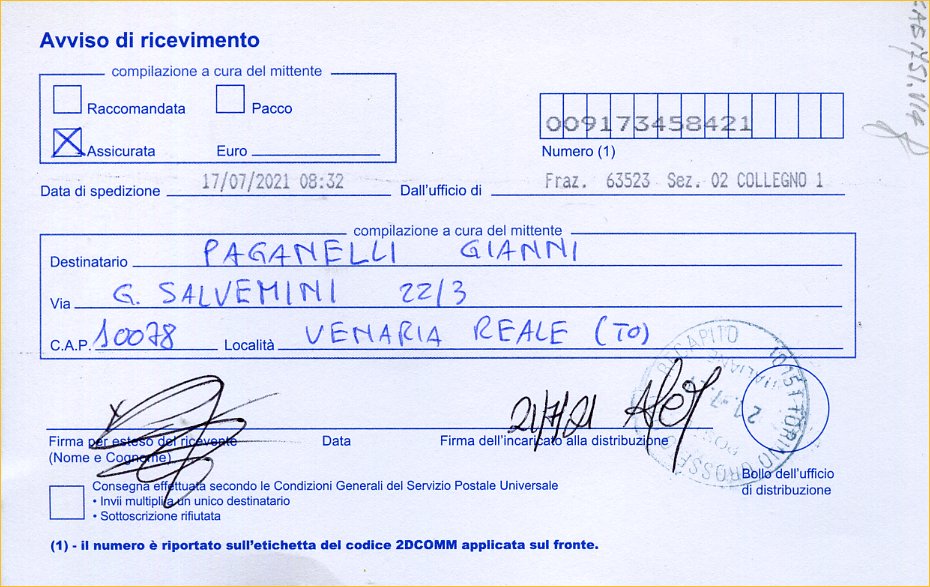 Avviso di ricevimento
compilazione a cura del mittente
Raccomandata Pacco
Assicurata Euro
009173458421
Numero (1)
Data di spedizione 17/07/2021 08:32 Dall'ufficio di Fraz. 63523 Sez. 02 COLLEGNO 1
compilazione a cura del mittente
Destinatario PAGANELLI GIANNI
Via G. SALVEMINI 22/3
C.A.P. 10078 Località VENARIA REALE (TO)
RECAPITO
10151 TORINO
21/7/21
Firma per esteso del ricevente Data Firma dell'incaricato alla distribuzione
(Nome e Cognome)
Bollo dell'ufficio
di distribuzione
Consegna effettuata secondo le Condizioni Generali del Servizio Postale Universale
• Invii multipli a un unico destinatario
• Sottoscrizione rifiutata
(1) - il numero è riportato sull'etichetta del codice 2DCOMM applicata sul fronte.